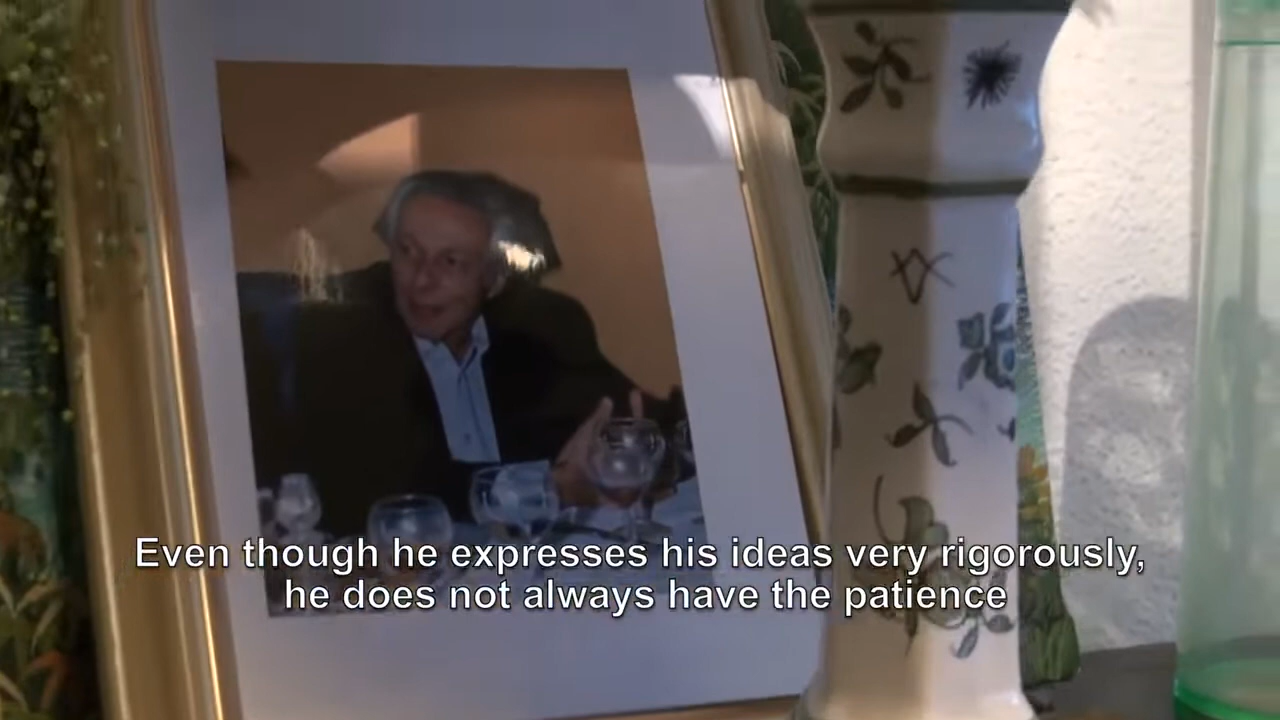 Even though he expresses his ideas very rigorously,
he does not always have the patience